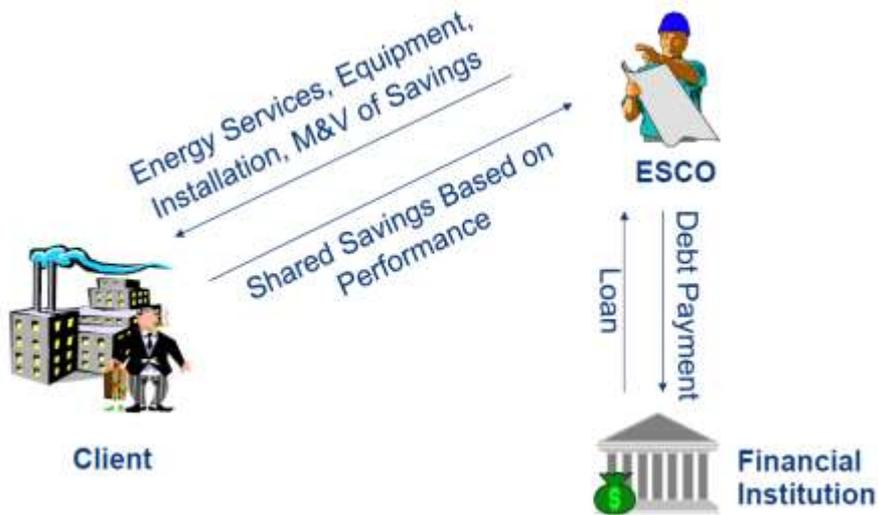 Energy Services, Equipment,
Installation, M&V of Savings
ESCO
Shared Savings Based on
Performance
Loan
Debt Payment
Client
$
Financial
Institution